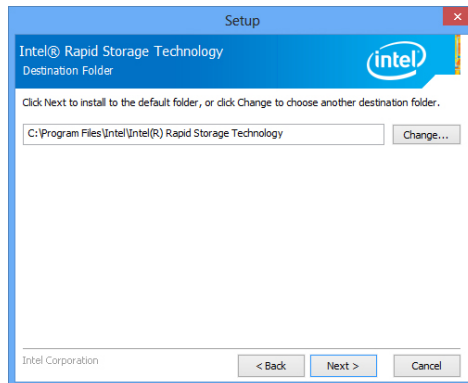 Setup
Intel® Rapid Storage Technology
Destination Folder
intel
Click Next to install to the default folder, or click Change to choose another destination folder.
C:\Program Files\Intel\Intel(R) Rapid Storage Technology
Change...
Intel Corporation
< Back
Next >
Cancel